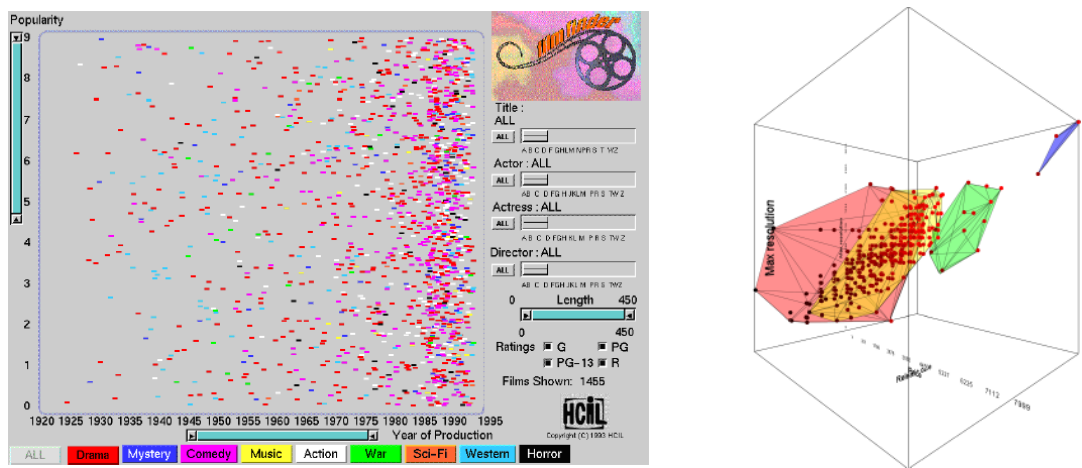 Popularity
9
8
7
6
5
4
3
2
1
0
1920 1925 1930 1935 1940 1945 1950 1955 1960 1965 1970 1975 1980 1985 1990 1995
Year of Production
ALL Drama Mystery Comedy Music Action War Sci-Fi Western Horror
Title :
ALL
ALL
A B C D F G H L M N P R S T W Z
Actor : ALL
ALL
A B C D F G H J K L M P R S T W Z
Actress : ALL
ALL
A B C D F G H K L M P R S T W Z
Director : ALL
ALL
A B C D F G H J K L M P R S T W Z
0 Length 450
0 450
Ratings G PG
PG-13 R
Films Shown: 1455
HCIL
Copyright (C) 1993 HCIL
Max resolution
7112
7999